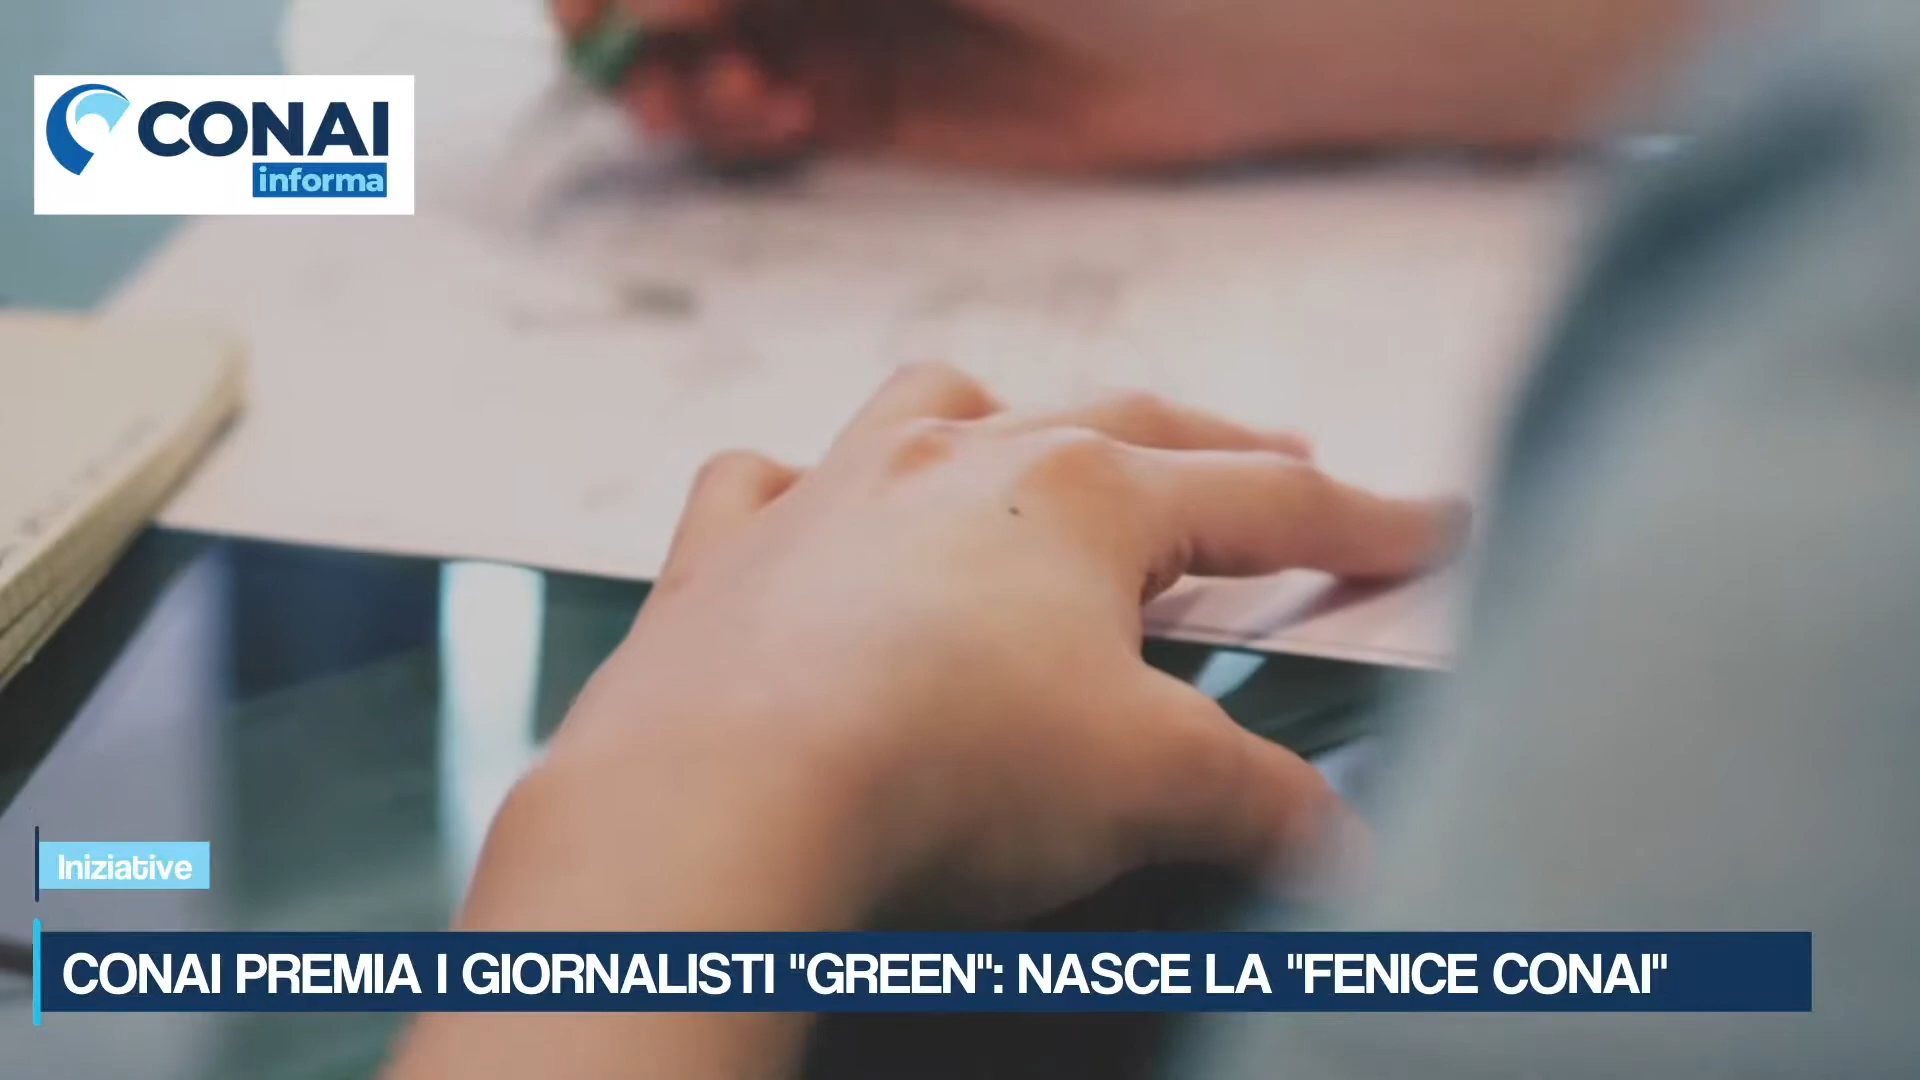 CONAI
informa
Iniziative
CONAI PREMIA I GIORNALISTI "GREEN": NASCE LA "FENICE CONAI"